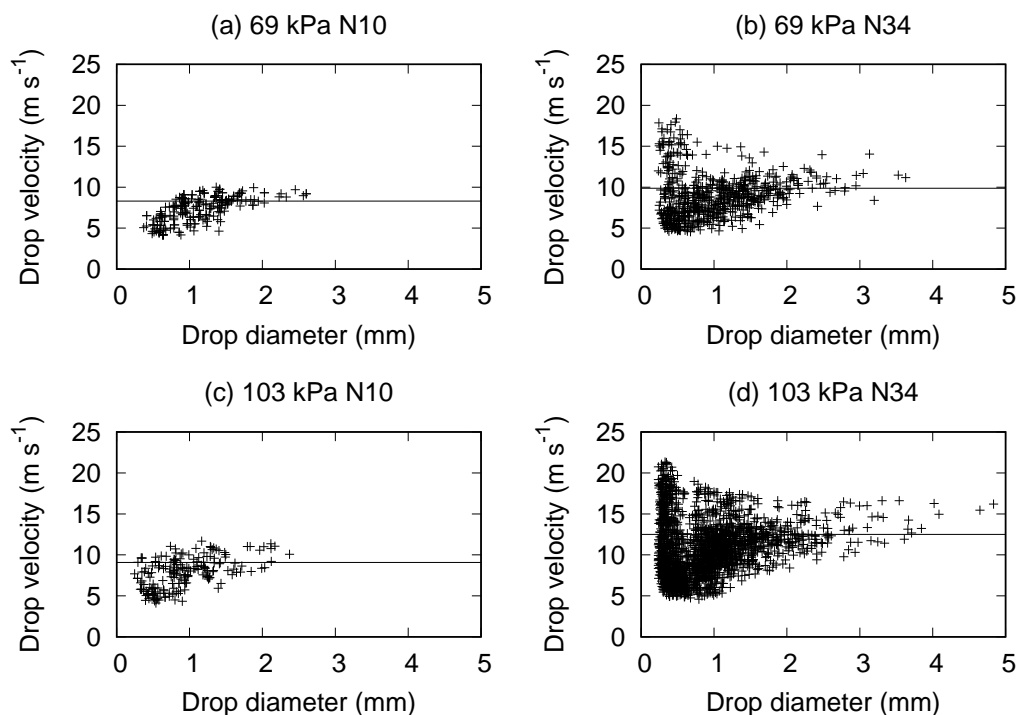 (a) 69 kPa N10
Drop velocity (m s⁻¹)
25
20
15
10
5
0
0 1 2 3 4 5
Drop diameter (mm)
(b) 69 kPa N34
Drop velocity (m s⁻¹)
25
20
15
10
5
0
0 1 2 3 4 5
Drop diameter (mm)
(c) 103 kPa N10
Drop velocity (m s⁻¹)
25
20
15
10
5
0
0 1 2 3 4 5
Drop diameter (mm)
(d) 103 kPa N34
Drop velocity (m s⁻¹)
25
20
15
10
5
0
0 1 2 3 4 5
Drop diameter (mm)